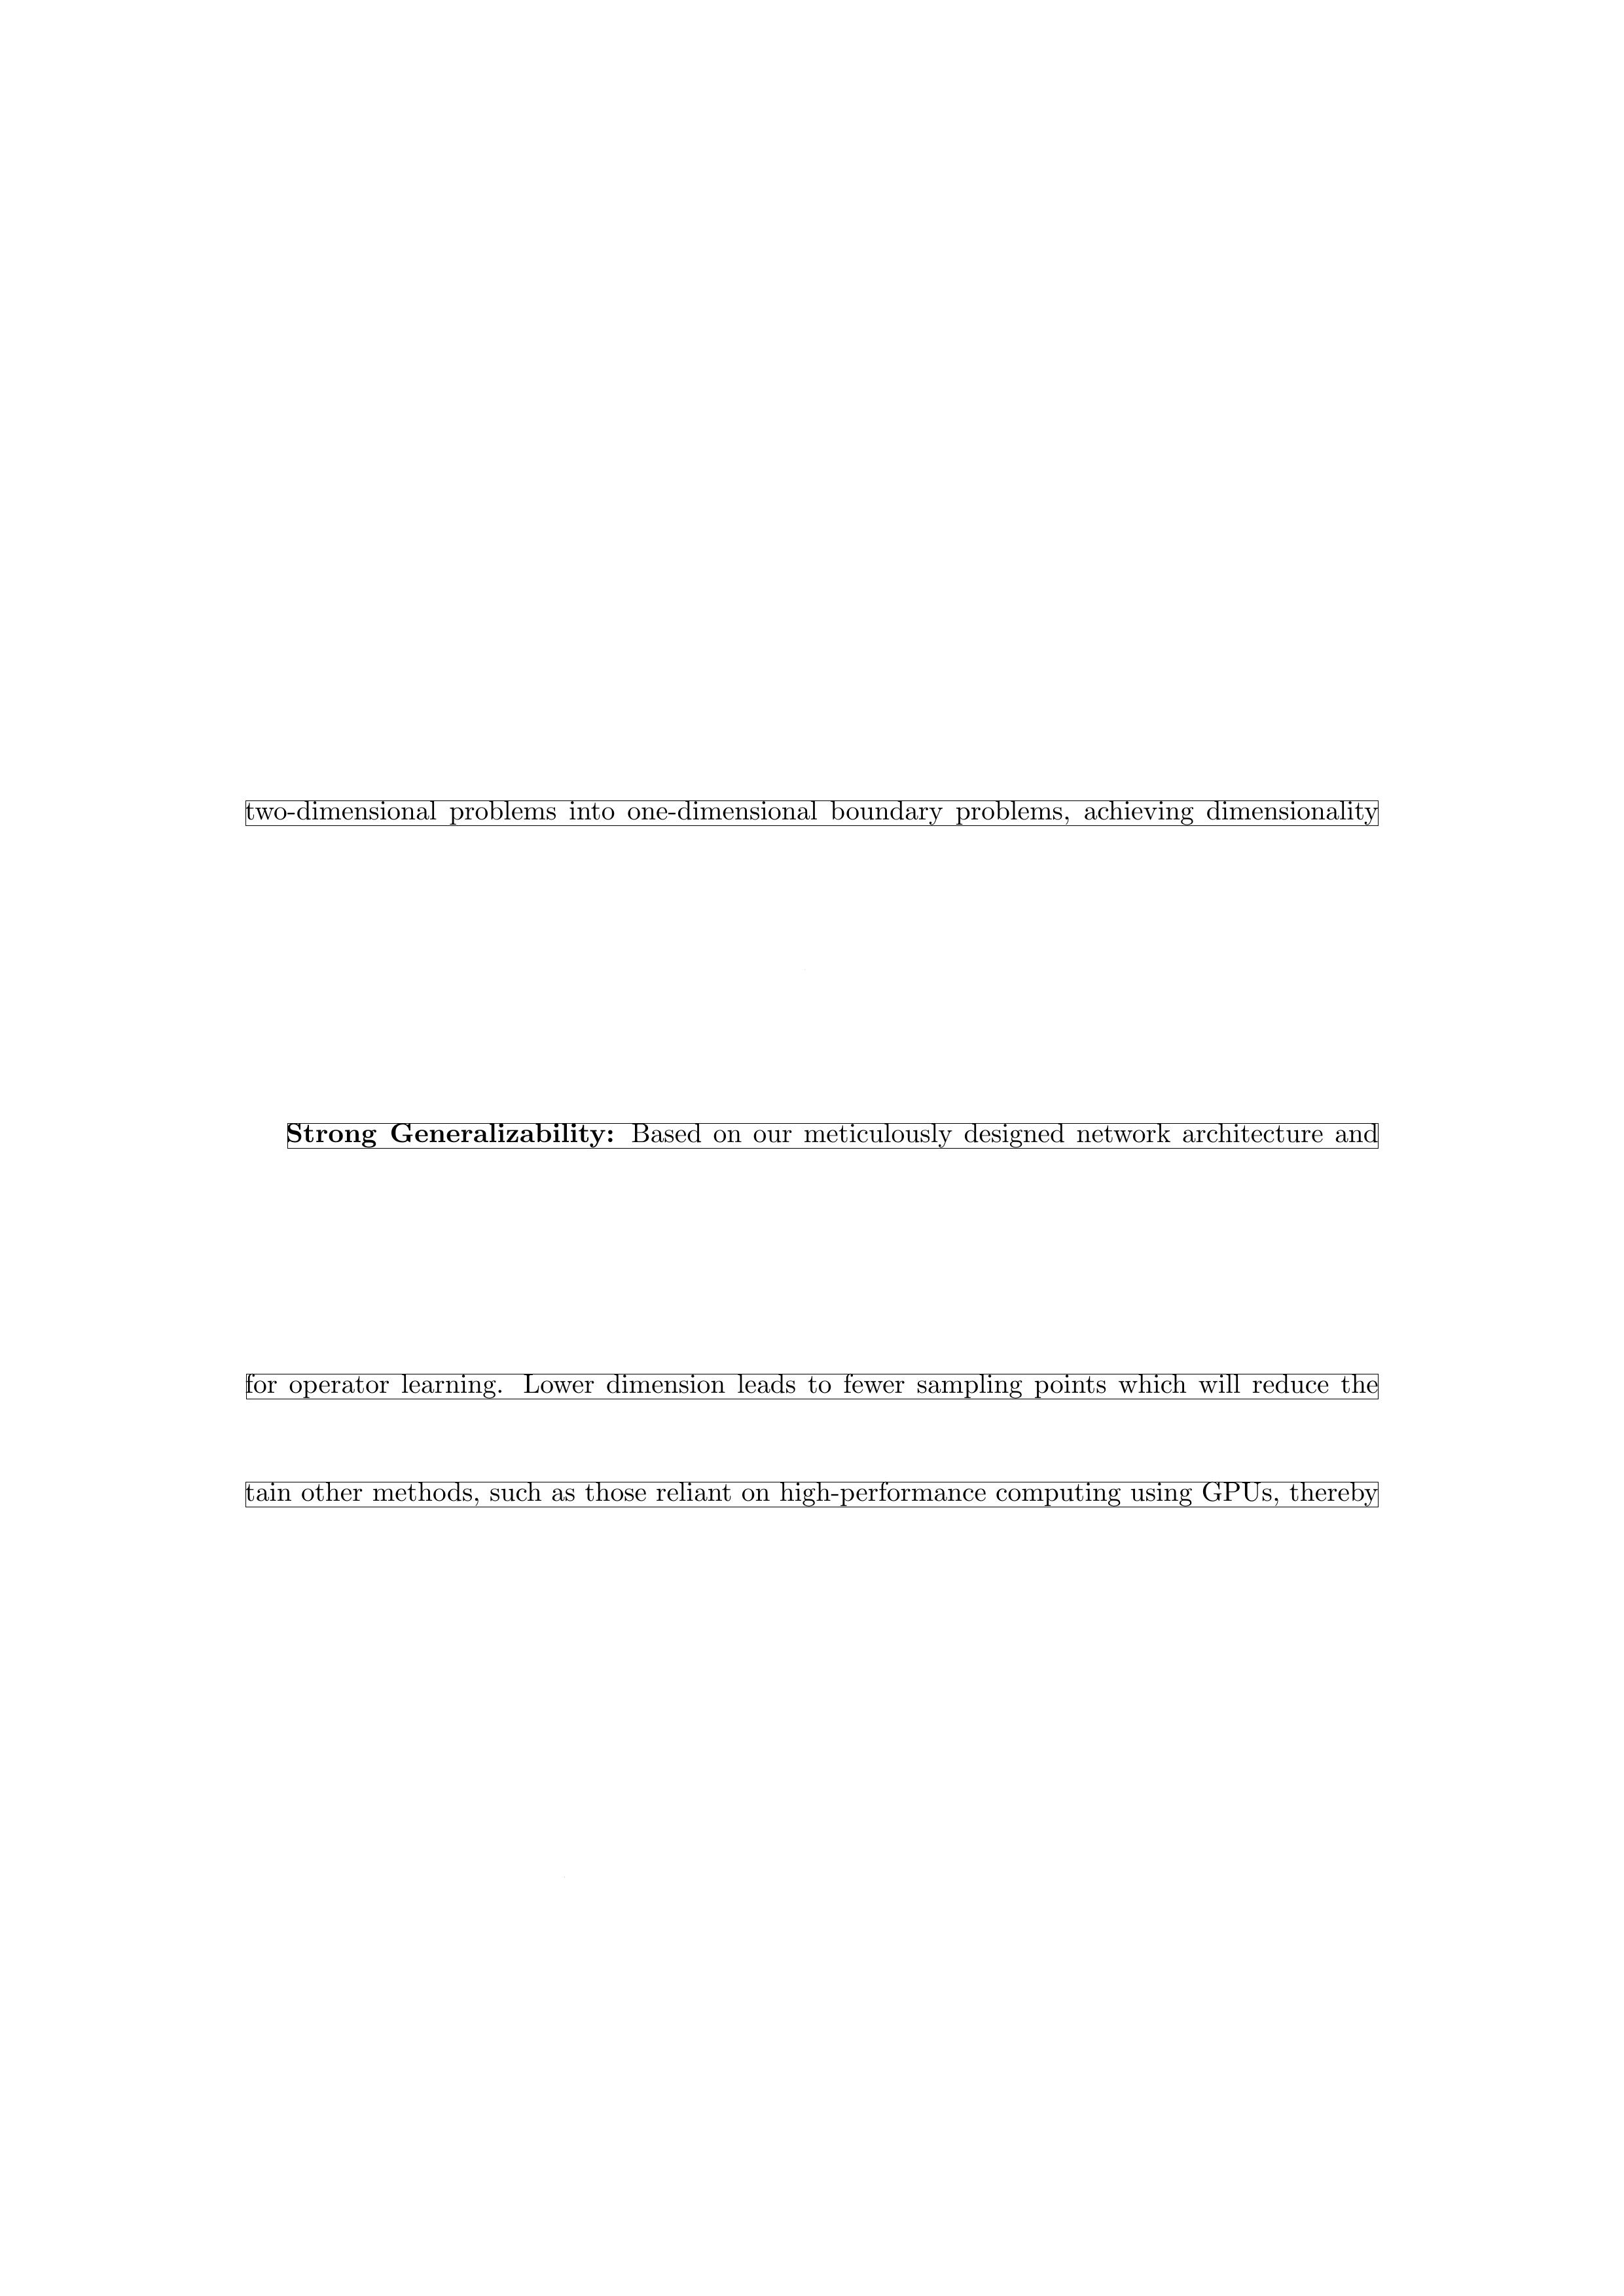 two-dimensional problems into one-dimensional boundary problems, achieving dimensionality
Strong Generalizability: Based on our meticulously designed network architecture and
for operator learning. Lower dimension leads to fewer sampling points which will reduce the
tain other methods, such as those reliant on high-performance computing using GPUs, thereby